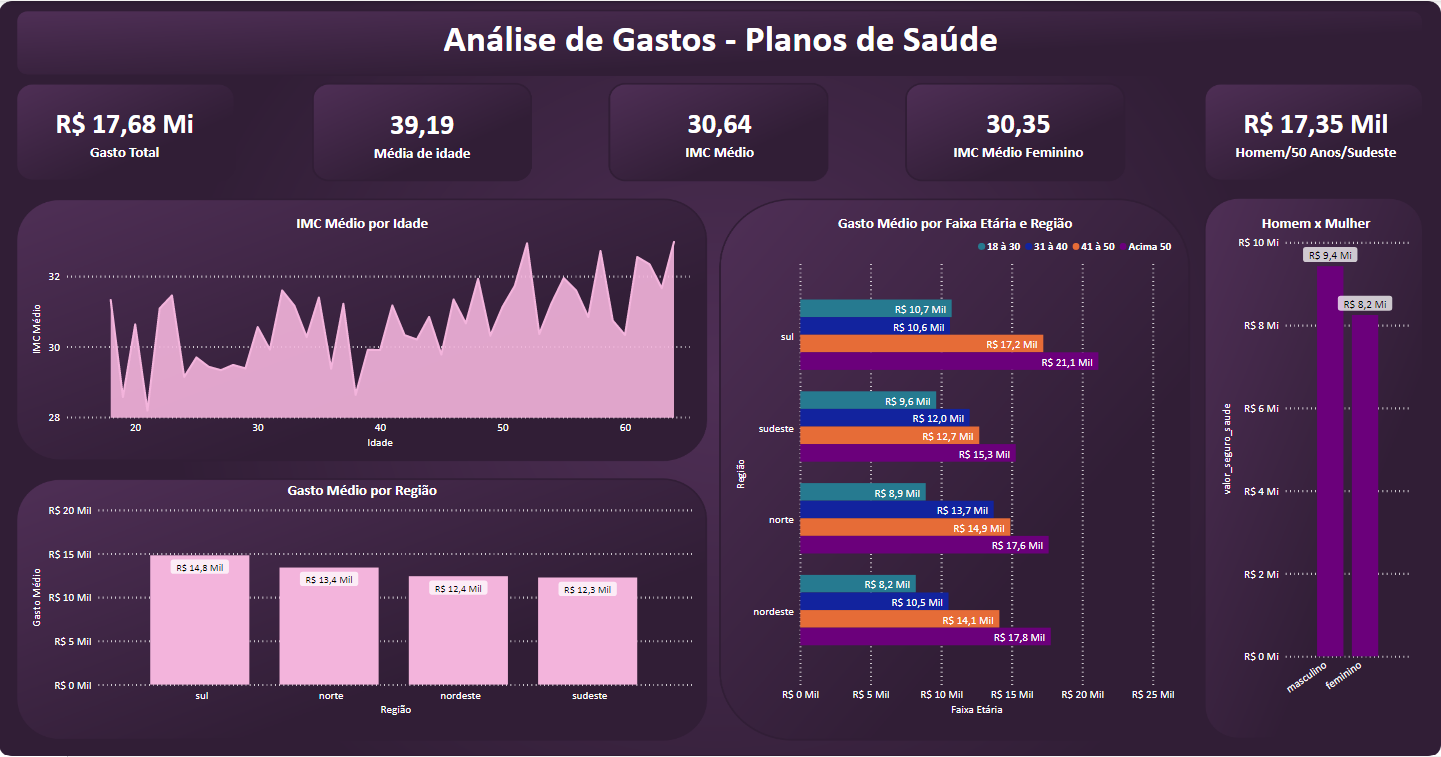 Análise de Gastos - Planos de Saúde
R$ 17,68 Mi
Gasto Total
39,19
Média de idade
30,64
IMC Médio
30,35
IMC Médio Feminino
R$ 17,35 Mil
Homem/50 Anos/Sudeste
IMC Médio por Idade
IMC Médio
32
30
28
20
30
40
50
60
Idade
Gasto Médio por Região
Gasto Médio
R$ 20 Mil
R$ 15 Mil
R$ 10 Mil
R$ 5 Mil
R$ 0 Mil
R$ 14,8 Mil
R$ 13,4 Mil
R$ 12,4 Mil
R$ 12,3 Mil
sul
norte
nordeste
sudeste
Região
Gasto Médio por Faixa Etária e Região
18 à 30
31 à 40
41 à 50
Acima 50
Região
sul
R$ 10,7 Mil
R$ 10,6 Mil
R$ 17,2 Mil
R$ 21,1 Mil
sudeste
R$ 9,6 Mil
R$ 12,0 Mil
R$ 12,7 Mil
R$ 15,3 Mil
norte
R$ 8,9 Mil
R$ 13,7 Mil
R$ 14,9 Mil
R$ 17,6 Mil
nordeste
R$ 8,2 Mil
R$ 10,5 Mil
R$ 14,1 Mil
R$ 17,8 Mil
R$ 0 Mil
R$ 5 Mil
R$ 10 Mil
R$ 15 Mil
R$ 20 Mil
R$ 25 Mil
Faixa Etária
Homem x Mulher
valor_seguro_saude
R$ 10 Mi
R$ 8 Mi
R$ 6 Mi
R$ 4 Mi
R$ 2 Mi
R$ 0 Mi
R$ 9,4 Mi
R$ 8,2 Mi
masculino
feminino